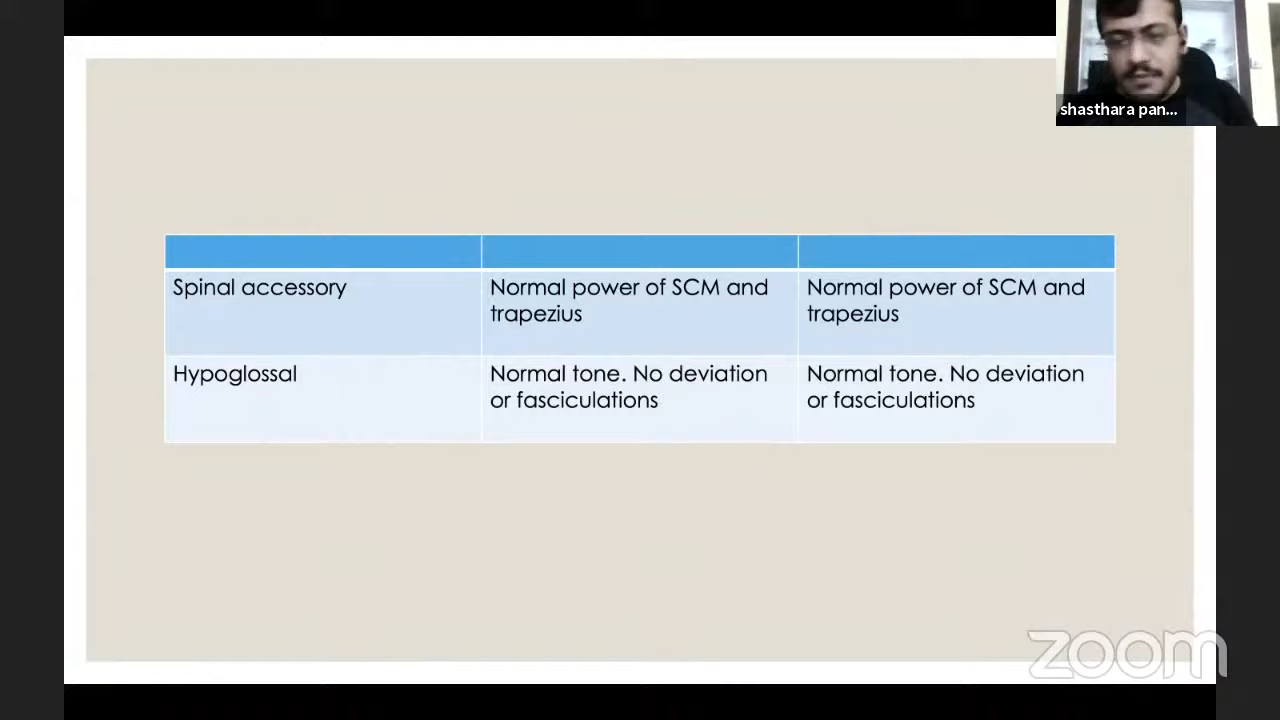 shasthara pan...
Spinal accessory
Normal power of SCM and
trapezius
Normal power of SCM and
trapezius
Hypoglossal
Normal tone. No deviation
or fasciculations
Normal tone. No deviation
or fasciculations
zoom